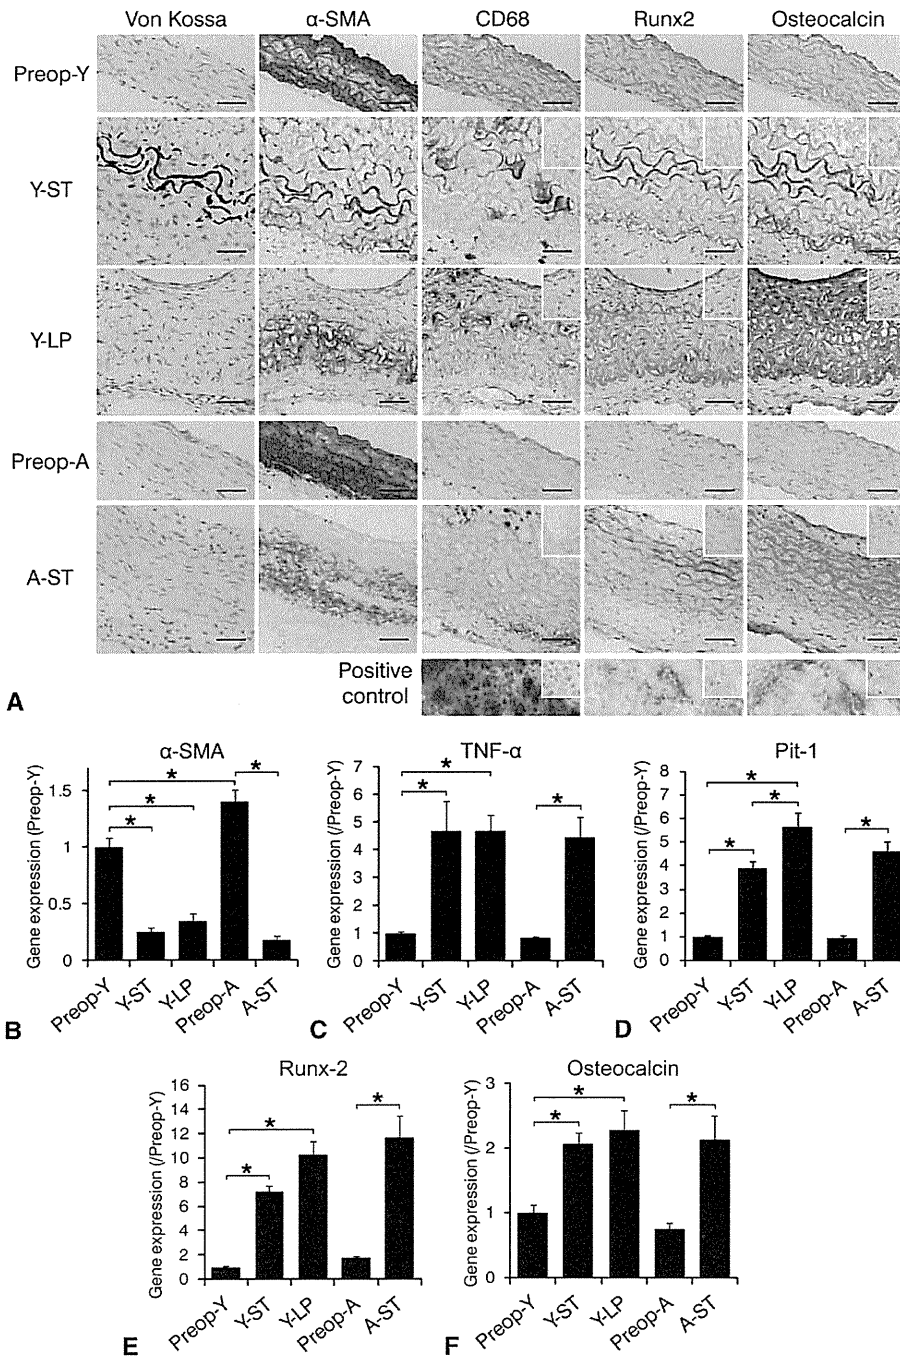 Von Kossa α-SMA CD68 Runx2 Osteocalcin
Preop-Y
Y-ST
Y-LP
Preop-A
A-ST
Positive control
A
α-SMA
Gene expression (Preop-Y)
1.5
1
0.5
0
* * * *
Preop-Y Y-ST Y-LP Preop-A A-ST
B
TNF-α
Gene expression (/Preop-Y)
7
6
5
4
3
2
1
0
* * *
Preop-Y Y-ST Y-LP Preop-A A-ST
C
Pit-1
Gene expression (/Preop-Y)
8
7
6
5
4
3
2
1
0
* * * *
Preop-Y Y-ST Y-LP Preop-A A-ST
D
Runx-2
Gene expression (/Preop-Y)
16
14
12
10
8
6
4
2
0
* * *
Preop-Y Y-ST Y-LP Preop-A A-ST
E
Osteocalcin
Gene expression (/Preop-Y)
3
2
1
0
* * *
Preop-Y Y-ST Y-LP Preop-A A-ST
F